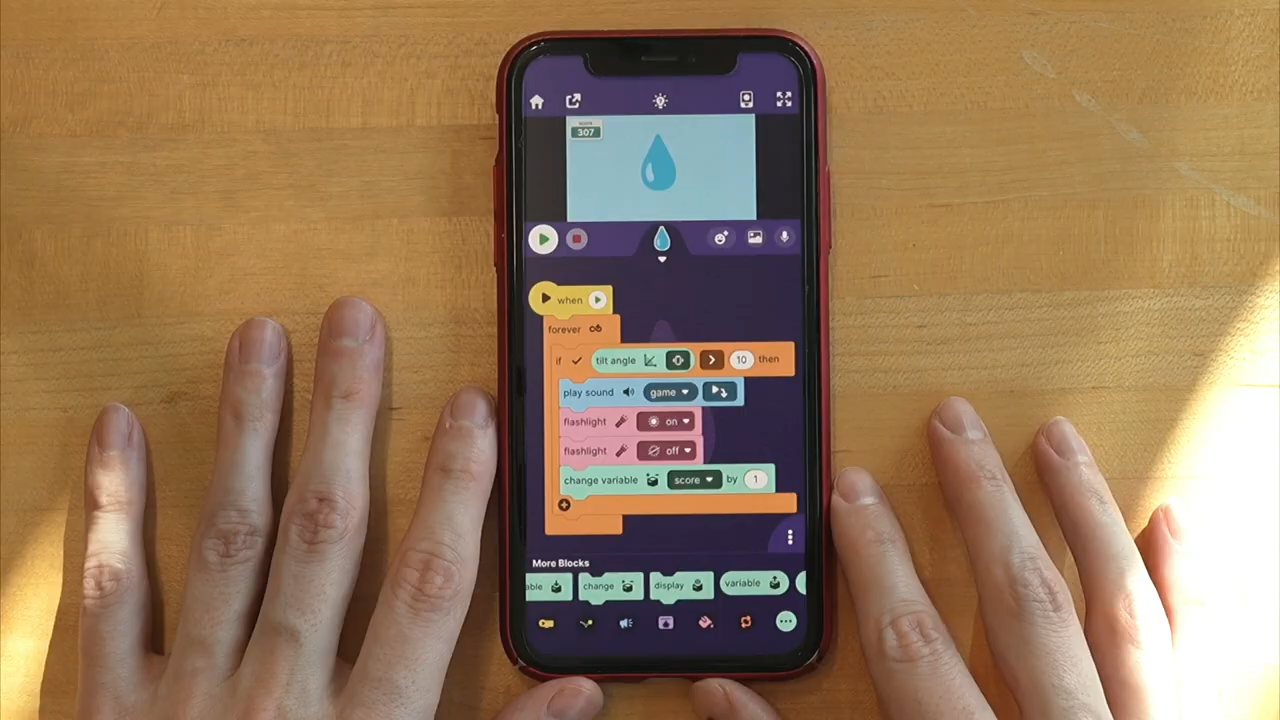 307
when
forever
if tilt angle > 10 then
play sound game
flashlight on
flashlight off
change variable score by 1
More Blocks
able change display variable